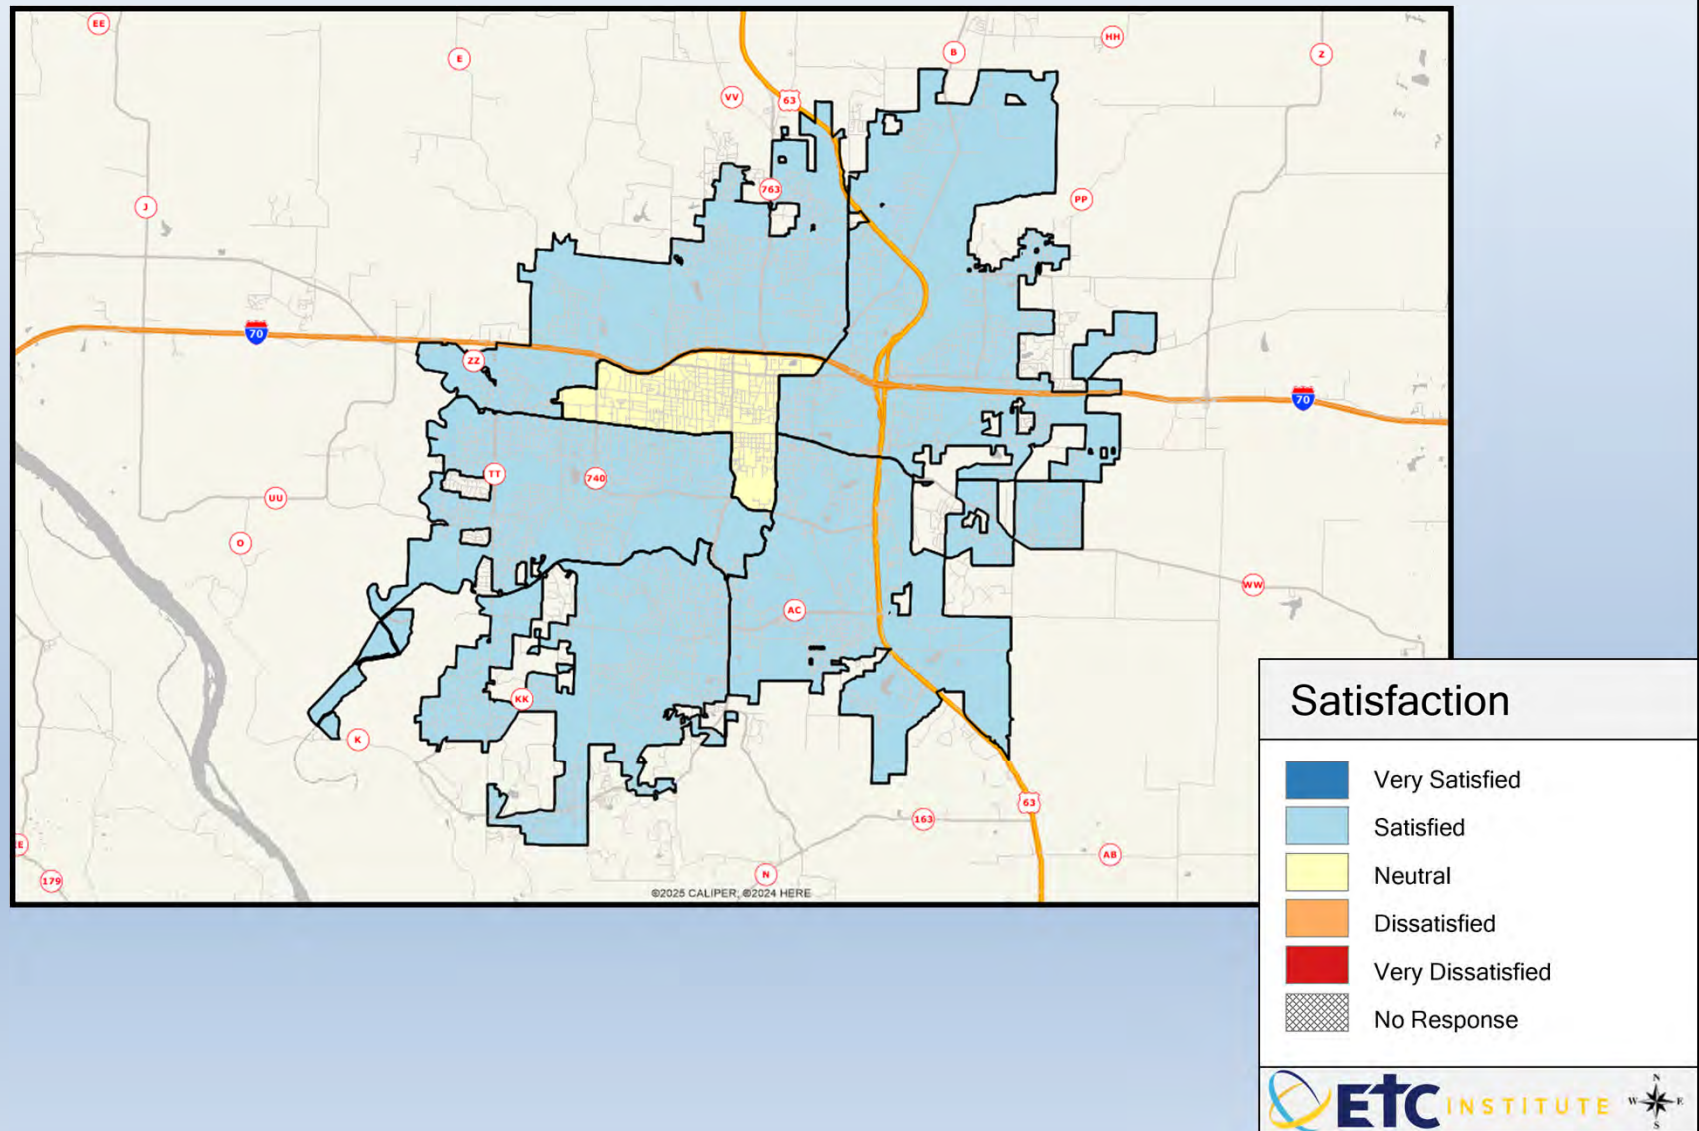 EE
E
B
HH
Z
VV
63
763
J
PP
70
ZZ
70
TT
740
UU
O
WW
AC
KK
K
63
163
AB
N
179
©2025 CALIPER; ©2024 HERE
Satisfaction
Very Satisfied
Satisfied
Neutral
Dissatisfied
Very Dissatisfied
No Response
ETC INSTITUTE
N
W E
S